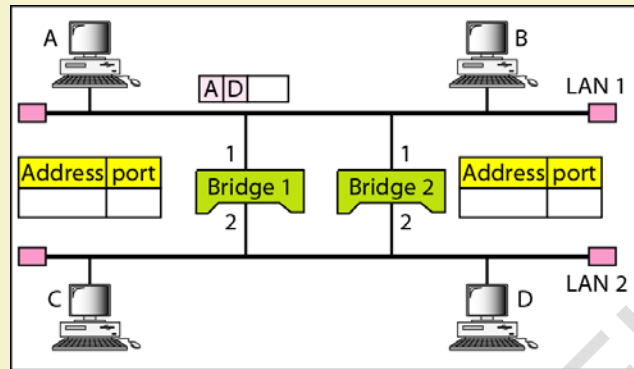 A
B
LAN 1
A D
1
1
Address port
Bridge 1
Bridge 2
Address port
2
2
LAN 2
C
D